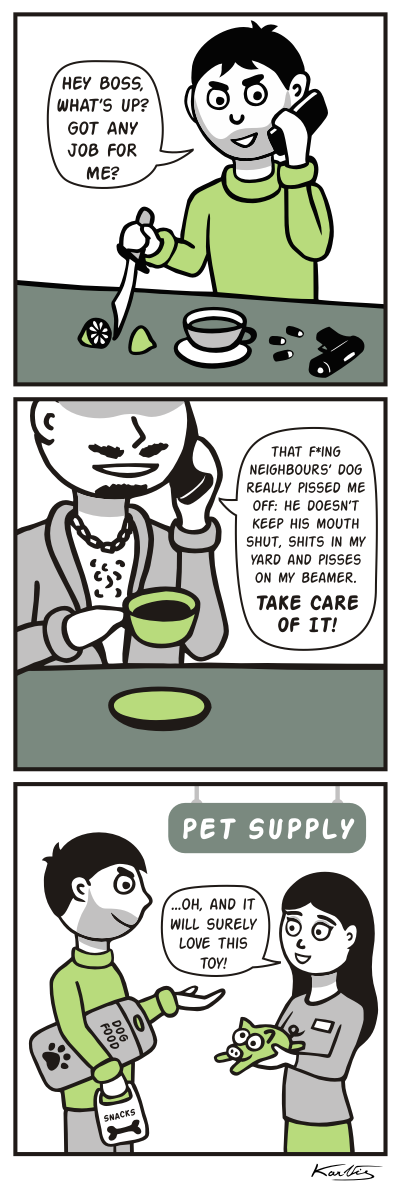 HEY BOSS,
WHAT'S UP?
GOT ANY
JOB FOR
ME?
THAT F*ING
NEIGHBOURS' DOG
REALLY PISSED ME
OFF: HE DOESN'T
KEEP HIS MOUTH
SHUT, SHITS IN MY
YARD AND PISSES
ON MY BEAMER.
TAKE CARE
OF IT!
PET SUPPLY
...OH, AND IT
WILL SURELY
LOVE THIS
TOY!
DOG
FOOD
SNACKS